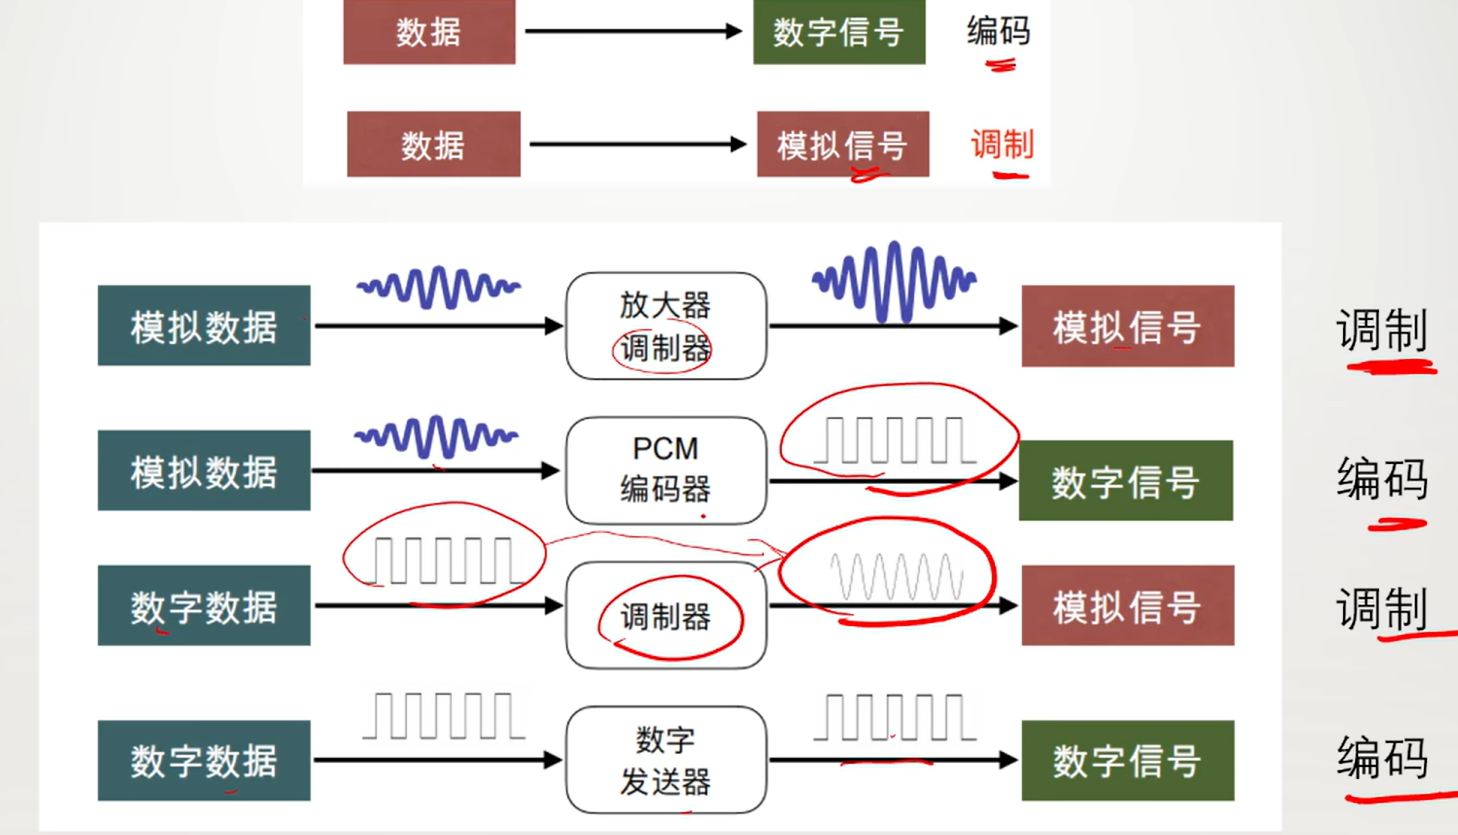 数据 数字信号 编码
数据 模拟信号 调制
模拟数据 放大器 调制器 模拟信号 调制
模拟数据 PCM 编码器 数字信号 编码
数字数据 调制器 模拟信号 调制
数字数据 数字 发送器 数字信号 编码